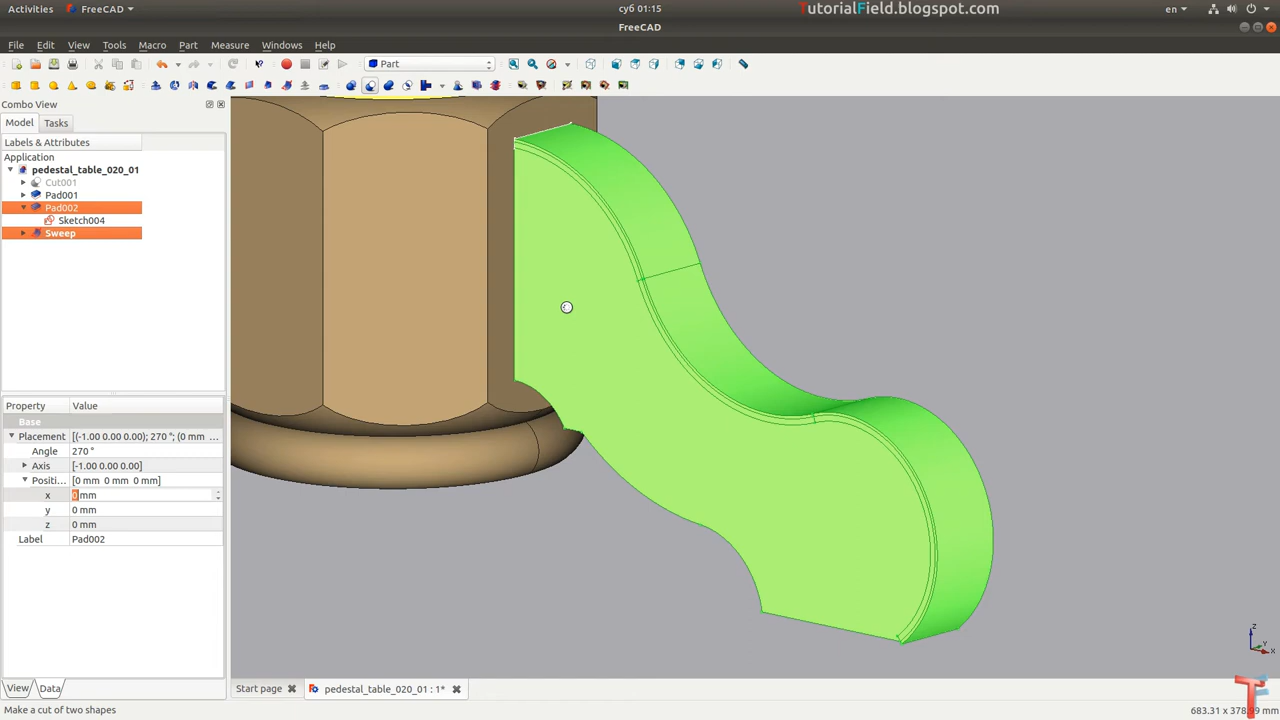 Activities
FreeCAD
суб 01:15
TutorialField.blogspot.com
en
FreeCAD
File Edit View Tools Macro Part Measure Windows Help
Part
Combo View
Model Tasks
Labels & Attributes
Application
pedestal_table_020_01
Cut001
Pad001
Pad002
Sketch004
Sweep
Property Value
Base
Placement [(-1.00 0.00 0.00); 270 °; (0 mm ...
Angle 270 °
Axis [-1.00 0.00 0.00]
Positi... [0 mm 0 mm 0 mm]
x 0 mm
y 0 mm
z 0 mm
Label Pad002
View Data
Start page
pedestal_table_020_01 : 1*
Make a cut of two shapes
z
y
x
TF